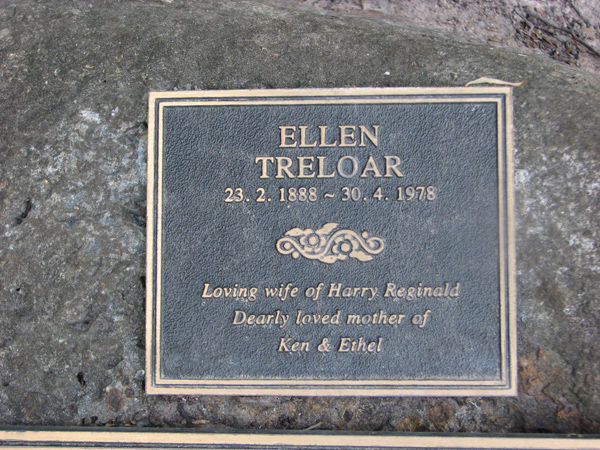 ELLEN
TRELOAR
23. 2. 1888 ~ 30. 4. 1978
Loving wife of Harry Reginald
Dearly loved mother of
Ken & Ethel